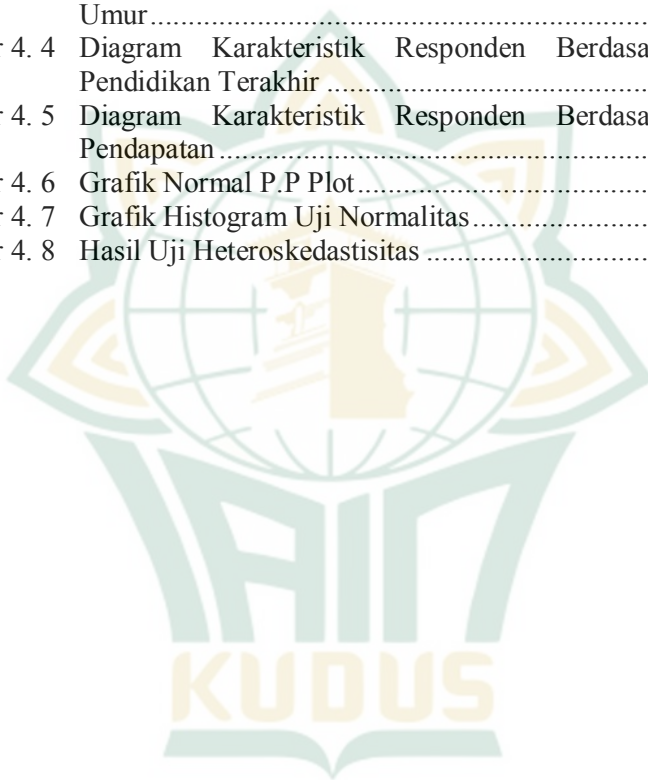 Umur.......................................................................
r 4. 4 Diagram Karakteristik Responden Berdasa
Pendidikan Terakhir ..............................................
r 4. 5 Diagram Karakteristik Responden Berdasa
Pendapatan .............................................................
r 4. 6 Grafik Normal P.P Plot.........................................
r 4. 7 Grafik Histogram Uji Normalitas.........................
r 4. 8 Hasil Uji Heteroskedastisitas ...............................
IAIN
KUDUS